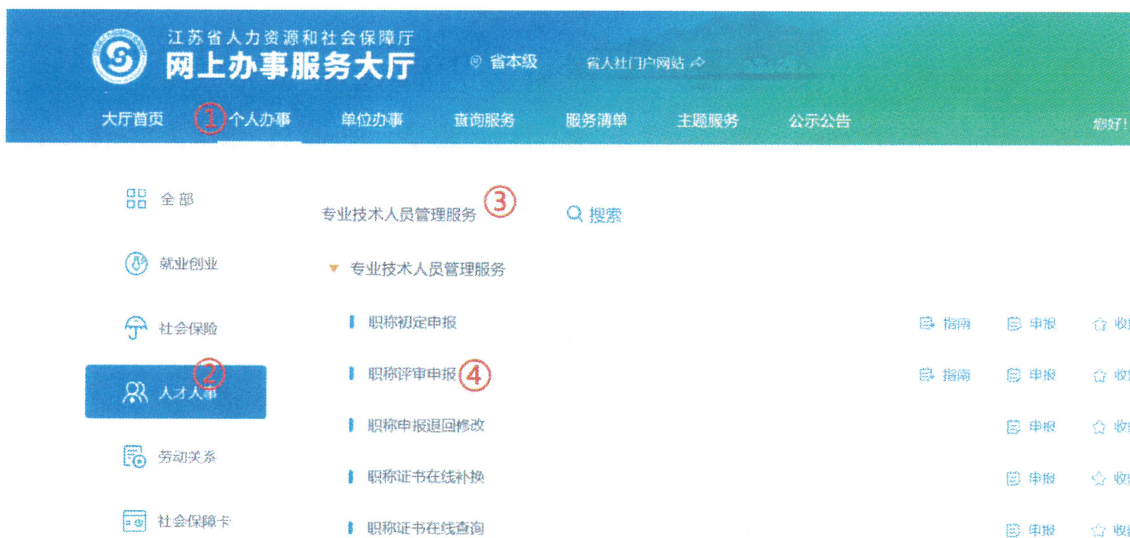 江苏省人力资源和社会保障厅
网上办事服务大厅
省本级
省人社门户网站
大厅首页 ① 个人办事 单位办事 查询服务 服务清单 主题服务 公示公告 您好!
全部
专业技术人员管理服务 ③ 搜索
就业创业
专业技术人员管理服务
社会保险
职称初定申报 指南 申报 收
② 人才人事
职称评审申报 ④ 指南 申报 收
职称申报退回修改 申报 收
劳动关系
职称证书在线补换 申报 收
社会保障卡
职称证书在线查询 申报 收